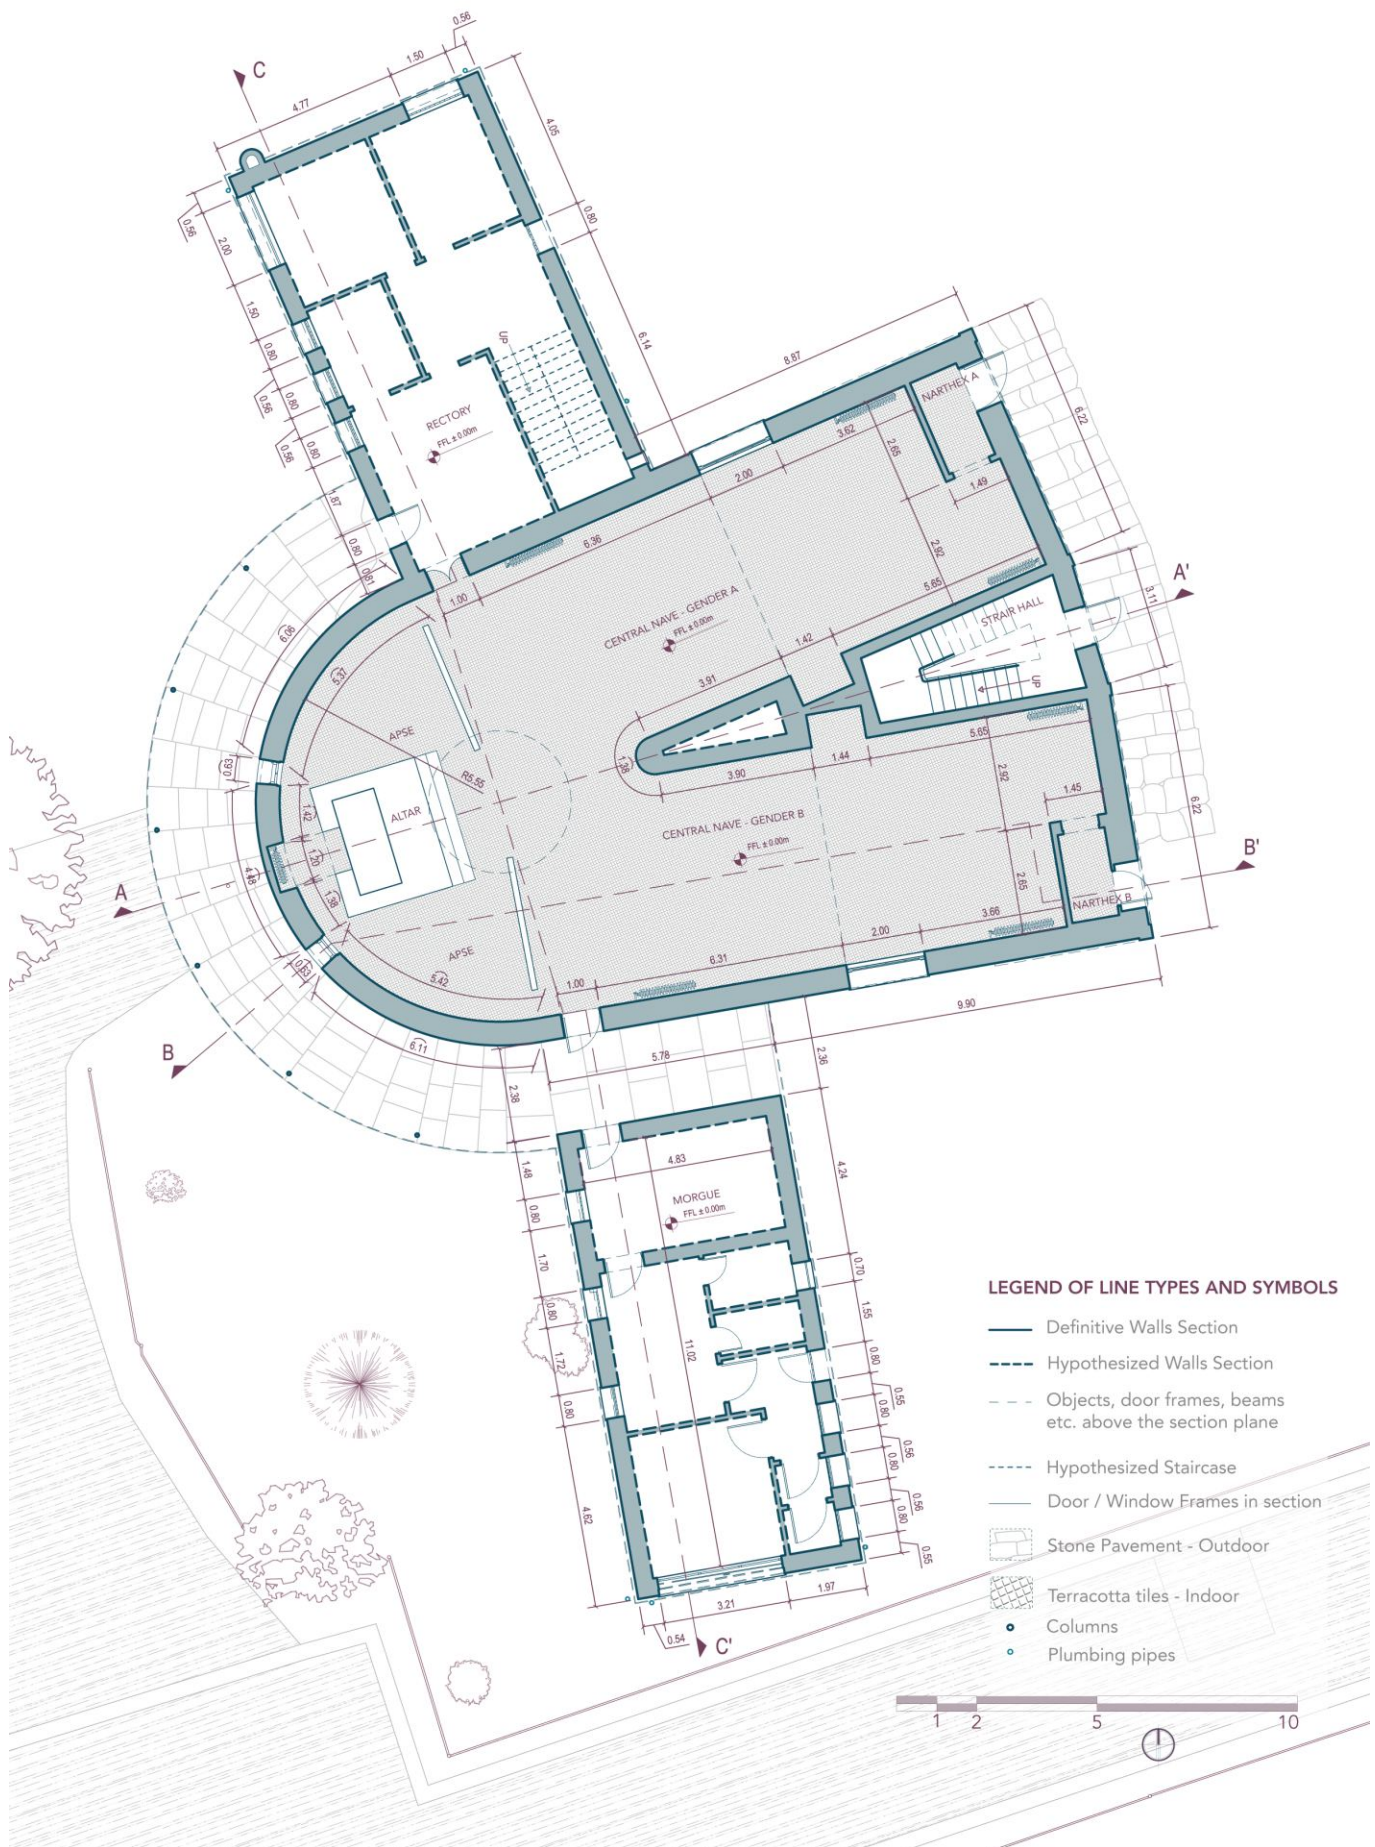 0.56
1.50
C
4.77
4.05
0.56
2.00
0.80
1.50
UP
6.14
8.87
0.80
0.56
0.80
RECTORY
FFL ± 0.00m
NARTHEX A
6.22
0.56
0.80
3.62
2.65
1.87
2.00
1.49
6.36
0.80
0.81
2.92
A'
1.00
5.65
3.11
CENTRAL NAVE - GENDER A
FFL ± 0.00m
STRAIR HALL
6.06
1.42
5.37
3.91
UP
APSE
5.65
0.63
R5.55
1.38
1.44
3.90
2.92
1.45
1.42
ALTAR
CENTRAL NAVE - GENDER B
FFL ± 0.00m
6.22
1.20
4.48
B'
A
1.38
2.65
NARTHEX B
3.66
APSE
2.00
0.63
5.42
6.31
1.00
9.90
B
6.11
5.78
2.36
2.38
1.48
4.83
4.24
MORGUE
FFL ± 0.00m
0.80
1.70
0.70
0.80
1.55
1.72
11.02
0.80
0.55
0.80
0.80
0.56
0.80
4.62
0.56
0.80
0.55
1.97
3.21
0.54
C'
LEGEND OF LINE TYPES AND SYMBOLS
Definitive Walls Section
Hypothesized Walls Section
Objects, door frames, beams
etc. above the section plane
Hypothesized Staircase
Door / Window Frames in section
Stone Pavement - Outdoor
Terracotta tiles - Indoor
Columns
Plumbing pipes
1 2 5 10